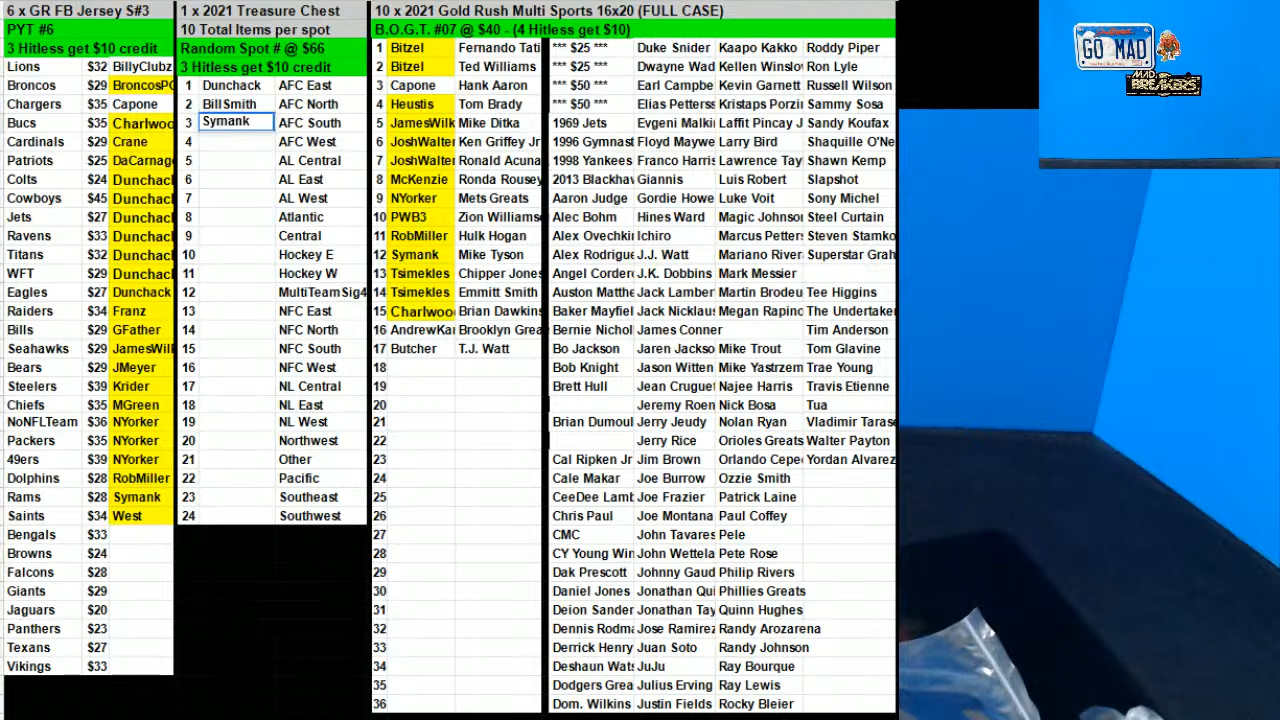 6 x GR FB Jersey S#3
PYT #6
3 Hitless get $10 credit
Lions $32 BillyClubz
Broncos $29 BroncosPC
Chargers $35 Capone
Bucs $35 Charlwoo
Cardinals $29 Crane
Patriots $25 DaCarnag
Colts $24 Dunchack
Cowboys $45 Dunchack
Jets $27 Dunchack
Ravens $33 Dunchack
Titans $32 Dunchack
WFT $29 Dunchack
Eagles $27 Dunchack
Raiders $34 Franz
Bills $29 GFather
Seahawks $29 JamesWil
Bears $29 JMeyer
Steelers $39 Krider
Chiefs $35 MGreen
NoNFLTeam $36 NYorker
Packers $35 NYorker
49ers $39 NYorker
Dolphins $28 RobMiller
Rams $28 Symank
Saints $34 West
Bengals $33
Browns $24
Falcons $28
Giants $29
Jaguars $20
Panthers $23
Texans $27
Vikings $33
1 x 2021 Treasure Chest
10 Total Items per spot
Random Spot # @ $66
3 Hitless get $10 credit
1 Dunchack AFC East
2 BillSmith AFC North
3 Symank AFC South
4 AFC West
5 AL Central
6 AL East
7 AL West
8 Atlantic
9 Central
10 Hockey E
11 Hockey W
12 MultiTeamSig4
13 NFC East
14 NFC North
15 NFC South
16 NFC West
17 NL Central
18 NL East
19 NL West
20 Northwest
21 Other
22 Pacific
23 Southeast
24 Southwest
10 x 2021 Gold Rush Multi Sports 16x20 (FULL CASE)
B.O.G.T. #07 @ $40 - (4 Hitless get $10)
1 Bitzel Fernando Tati *** $25 *** Duke Snider Kaapo Kakko Roddy Piper
2 Bitzel Ted Williams *** $25 *** Dwayne Wad Kellen Winslo Ron Lyle
3 Capone Hank Aaron *** $50 *** Earl Campbe Kevin Garnett Russell Wilson
4 Heustis Tom Brady *** $50 *** Elias Petterss Kristaps Porzi Sammy Sosa
5 JamesWilk Mike Ditka 1969 Jets Evgeni Malki Laffit Pincay J Sandy Koufax
6 JoshWalter Ken Griffey Jr 1996 Gymnast Floyd Maywe Larry Bird Shaquille O'Ne
7 JoshWalter Ronald Acuna 1998 Yankees Franco Harris Lawrence Tay Shawn Kemp
8 McKenzie Ronda Rousey 2013 Blackhav Giannis Luis Robert Slapshot
9 NYorker Mets Greats Aaron Judge Gordie Howe Luke Voit Sony Michel
10 PWB3 Zion Williams Alec Bohm Hines Ward Magic Johnso Steel Curtain
11 RobMiller Hulk Hogan Alex Ovechki Ichiro Marcus Petter Steven Stamko
12 Symank Mike Tyson Alex Rodrigue J.J. Watt Mariano River Superstar Grah
13 Tsimekles Chipper Jones Angel Corder J.K. Dobbins Mark Messier
14 Tsimekles Emmitt Smith Auston Matth Jack Lamber Martin Brodeu Tee Higgins
15 Charlwoo Brian Dawkins Baker Mayfiel Jack Nicklaus Megan Rapino The Undertake
16 AndrewKa Brooklyn Grea Bernie Nichol James Conner Tim Anderson
17 Butcher T.J. Watt Bo Jackson Jaren Jackso Mike Trout Tom Glavine
18 Bob Knight Jason Witten Mike Yastrzem Trae Young
19 Brett Hull Jean Cruguet Najee Harris Travis Etienne
20 Jeremy Roen Nick Bosa Tua
21 Brian Dumoul Jerry Jeudy Nolan Ryan Vladimir Taras
22 Jerry Rice Orioles Greats Walter Payton
23 Cal Ripken Jr Jim Brown Orlando Cepe Yordan Alvarez
24 Cale Makar Joe Burrow Ozzie Smith
25 CeeDee Lamb Joe Frazier Patrick Laine
26 Chris Paul Joe Montana Paul Coffey
27 CMC John Tavares Pele
28 CY Young Win John Wettela Pete Rose
29 Dak Prescott Johnny Gaud Philip Rivers
30 Daniel Jones Jonathan Qui Phillies Greats
31 Deion Sander Jonathan Tay Quinn Hughes
32 Dennis Rodma Jose Ramirez Randy Arozarena
33 Derrick Henry Juan Soto Randy Johnson
34 Deshaun Wats JuJu Ray Bourque
35 Dodgers Grea Julius Erving Ray Lewis
36 Dom. Wilkins Justin Fields Rocky Bleier
GO MAD
MAD
BREAKERS